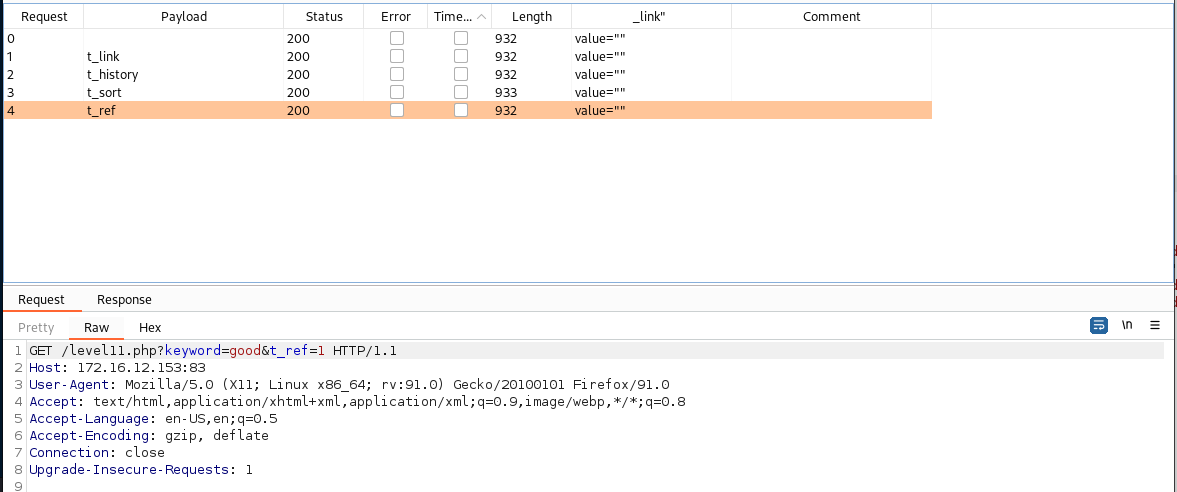 Request Payload Status Error Time... Length _link" Comment
0 200 932 value=""
1 t_link 200 932 value=""
2 t_history 200 932 value=""
3 t_sort 200 933 value=""
4 t_ref 200 932 value=""
Request Response
Pretty Raw Hex \n
1 GET /level11.php?keyword=good&t_ref=1 HTTP/1.1
2 Host: 172.16.12.153:83
3 User-Agent: Mozilla/5.0 (X11; Linux x86_64; rv:91.0) Gecko/20100101 Firefox/91.0
4 Accept: text/html,application/xhtml+xml,application/xml;q=0.9,image/webp,*/*;q=0.8
5 Accept-Language: en-US,en;q=0.5
6 Accept-Encoding: gzip, deflate
7 Connection: close
8 Upgrade-Insecure-Requests: 1
9